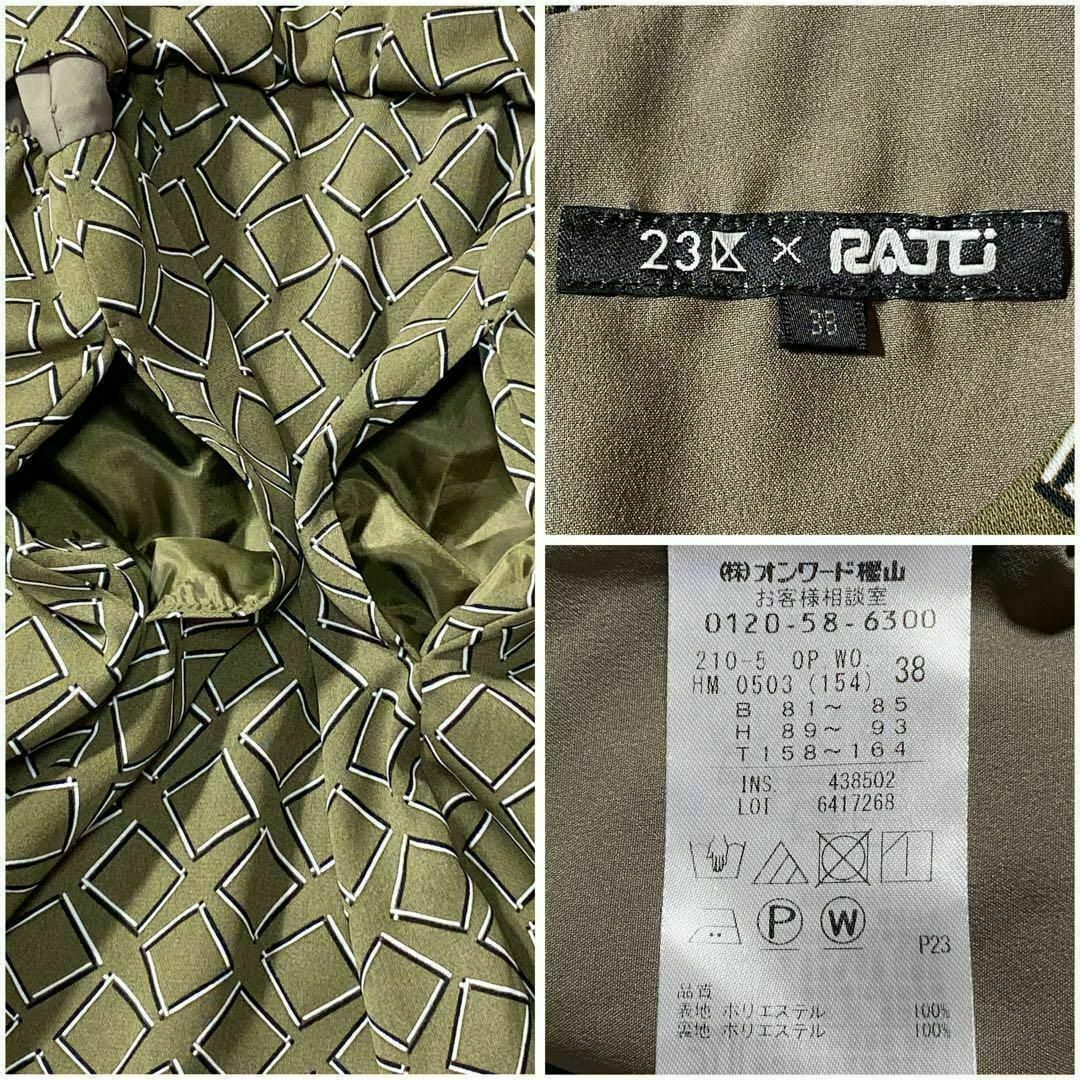 23区 × RATTI
38
(株)オンワード樫山
お客様相談室
0120-58-6300
210-5 OP WO. 38
HM 0503 (154)
B 81~ 85
H 89~ 93
T158~164
INS. 438502
LOT 6417268
P W
P23
品質
表地 ポリエステル 100%
裏地 ポリエステル 100%